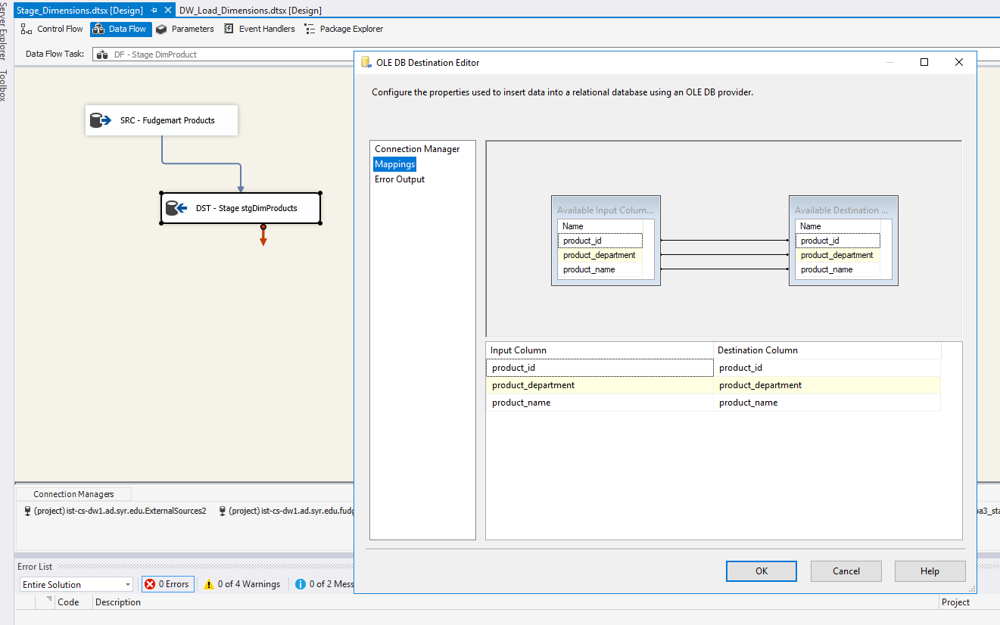 Server Explorer
Toolbox
Stage_Dimensions.dtsx [Design]
DW_Load_Dimensions.dtsx [Design]
Control Flow
Data Flow
Parameters
Event Handlers
Package Explorer
Data Flow Task:
DF - Stage DimProduct
SRC - Fudgemart Products
DST - Stage stgDimProducts
OLE DB Destination Editor
Configure the properties used to insert data into a relational database using an OLE DB provider.
Connection Manager
Mappings
Error Output
Available Input Colum...
Name
product_id
product_department
product_name
Available Destination ...
Name
product_id
product_department
product_name
Input Column Destination Column
product_id product_id
product_department product_department
product_name product_name
OK
Cancel
Help
Connection Managers
(project) ist-cs-dw1.ad.syr.edu.ExternalSources2
(project) ist-cs-dw1.ad.syr.edu.fudg
Error List
Entire Solution
0 Errors
0 of 4 Warnings
0 of 2 Mess
Code
Description
Project